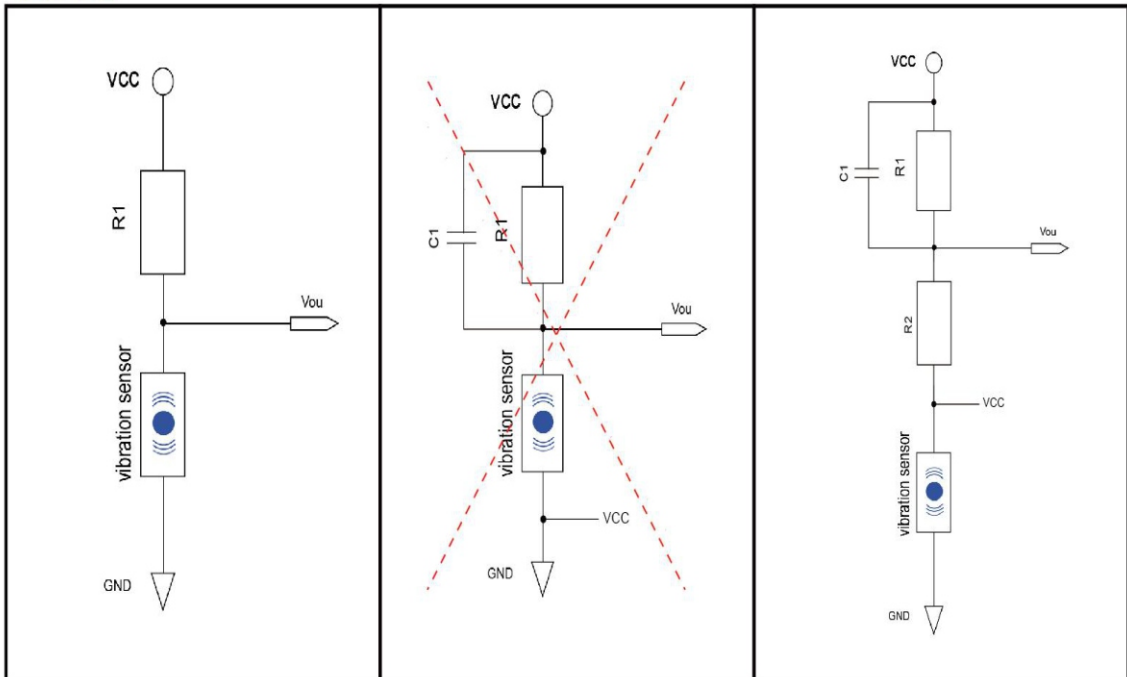 VCC
R1
Vou
vibration sensor
GND
VCC
C1
R1
Vou
vibration sensor
VCC
GND
VCC
C1
R1
Vou
R2
VCC
vibration sensor
GND